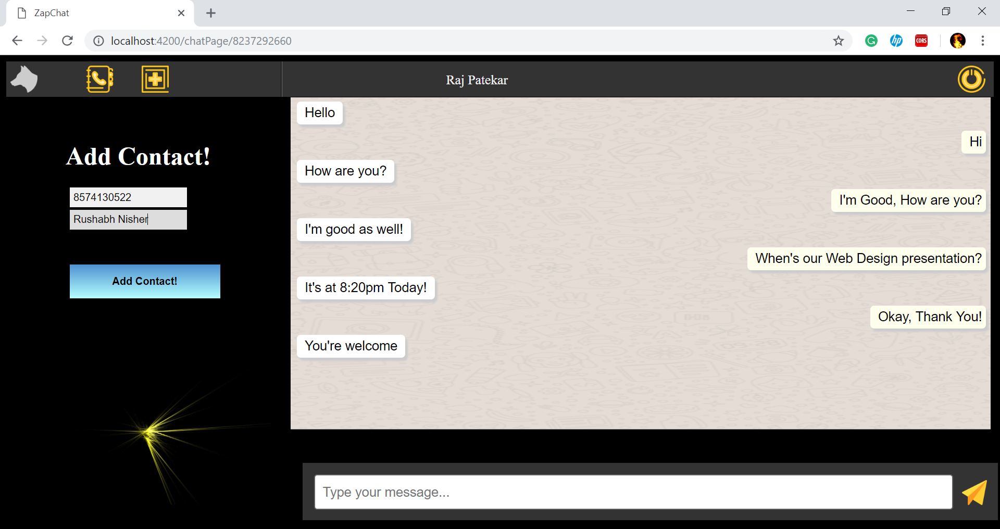 ZapChat
localhost:4200/chatPage/8237292660
CORS
hp
Raj Patekar
Add Contact!
8574130522
Rushabh Nisher
Add Contact!
Hello
Hi
How are you?
I'm Good, How are you?
I'm good as well!
When's our Web Design presentation?
It's at 8:20pm Today!
Okay, Thank You!
You're welcome
Type your message...